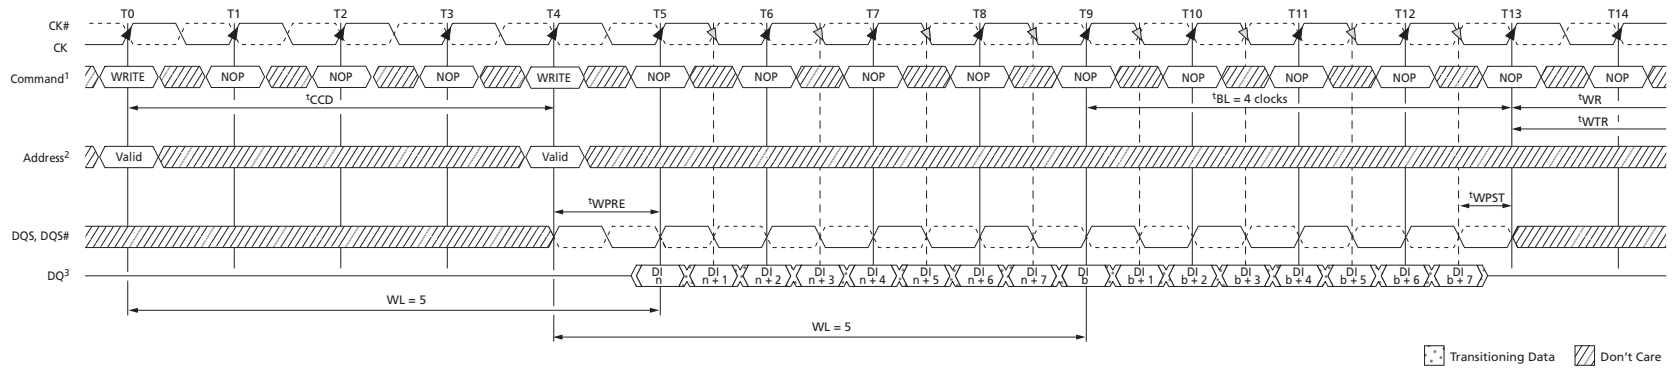 T0 T1 T2 T3 T4 T5 T6 T7 T8 T9 T10 T11 T12 T13 T14
CK#
CK
Command1 WRITE NOP NOP NOP WRITE NOP NOP NOP NOP NOP NOP NOP NOP NOP NOP
tCCD tBL = 4 clocks tWR
tWTR
Address2 Valid Valid
tWPRE tWPST
DQS, DQS#
DQ3 DI n DI n + 1 DI n + 2 DI n + 3 DI n + 4 DI n + 5 DI n + 6 DI n + 7 DI b DI b + 1 DI b + 2 DI b + 3 DI b + 4 DI b + 5 DI b + 6 DI b + 7
WL = 5
WL = 5
Transitioning Data Don't Care